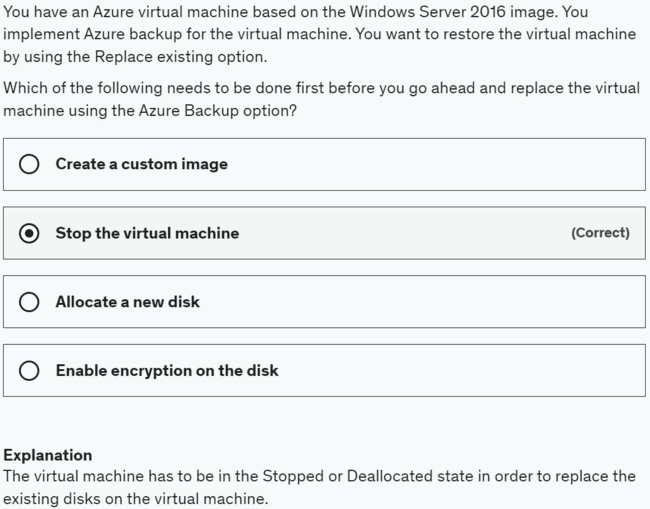 You have an Azure virtual machine based on the Windows Server 2016 image. You
implement Azure backup for the virtual machine. You want to restore the virtual machine
by using the Replace existing option.
Which of the following needs to be done first before you go ahead and replace the virtual
machine using the Azure Backup option?
Create a custom image
Stop the virtual machine (Correct)
Allocate a new disk
Enable encryption on the disk
Explanation
The virtual machine has to be in the Stopped or Deallocated state in order to replace the
existing disks on the virtual machine.